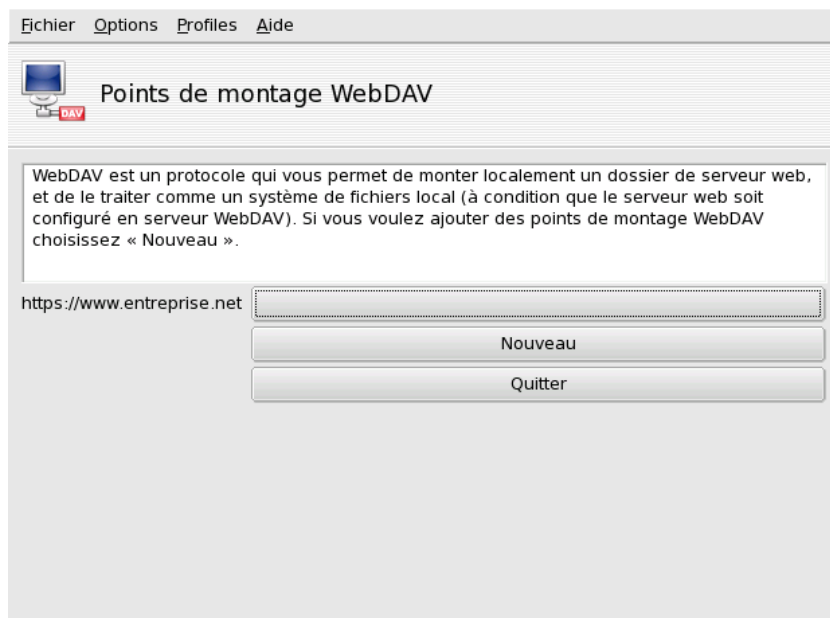 Fichier Options Profiles Aide
Points de montage WebDAV
DAV
WebDAV est un protocole qui vous permet de monter localement un dossier de serveur web,
et de le traiter comme un système de fichiers local (à condition que le serveur web soit
configuré en serveur WebDAV). Si vous voulez ajouter des points de montage WebDAV
choisissez « Nouveau ».
https://www.entreprise.net
Nouveau
Quitter